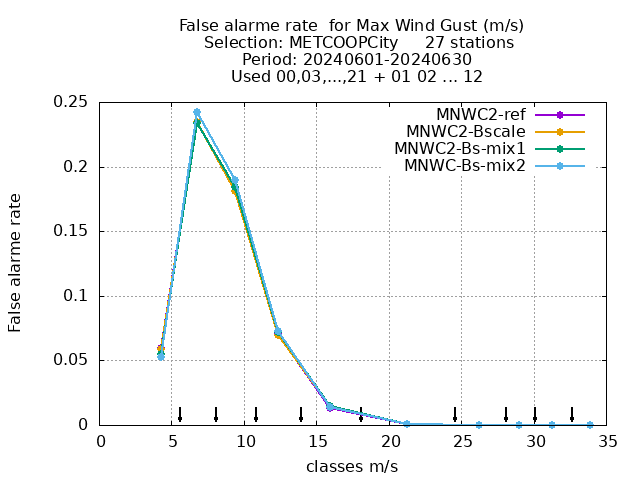 False alarme rate  for Max Wind Gust (m/s)
Selection: METCOOPCity     27 stations
Period: 20240601-20240630
Used 00,03,...,21 + 01 02 ... 12
MNWC2-ref
MNWC2-Bscale
MNWC2-Bs-mix1
MNWC-Bs-mix2
False alarme rate
0.25
0.2
0.15
0.1
0.05
0
0 5 10 15 20 25 30 35
classes m/s